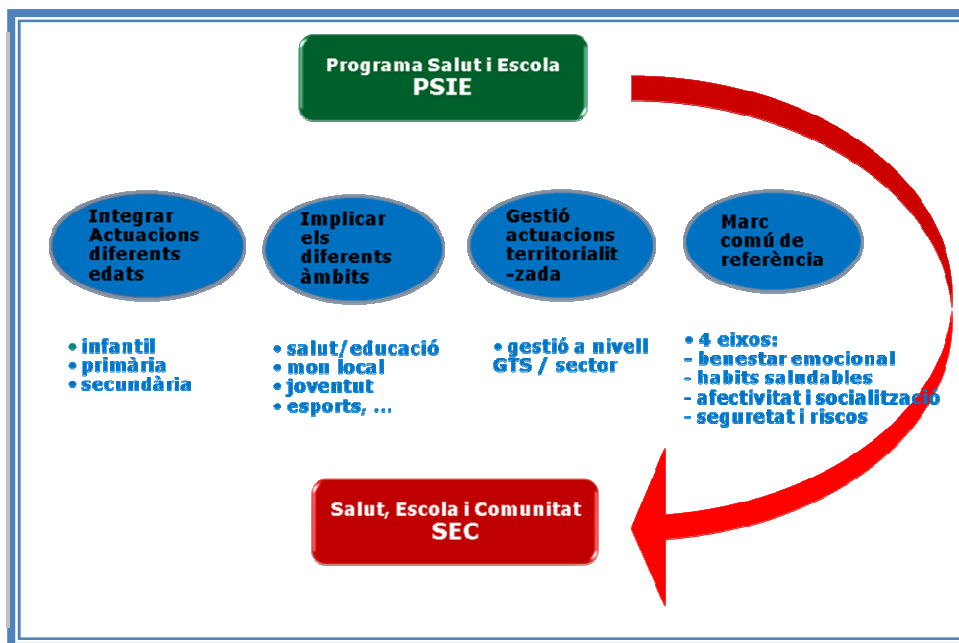 Programa Salut i Escola
PSIE
Integrar
Actuacions
diferents
edats
Implicar
els
diferents
àmbits
Gestió
actuacions
territorialit
-zada
Marc
comú de
referència
• infantil
• primària
• secundària
• salut/educació
• mon local
• joventut
• esports, ...
• gestió a nivell
GTS / sector
• 4 eixos:
- benestar emocional
- habits saludables
- afectivitat i socialització
- seguretat i riscos
Salut, Escola i Comunitat
SEC